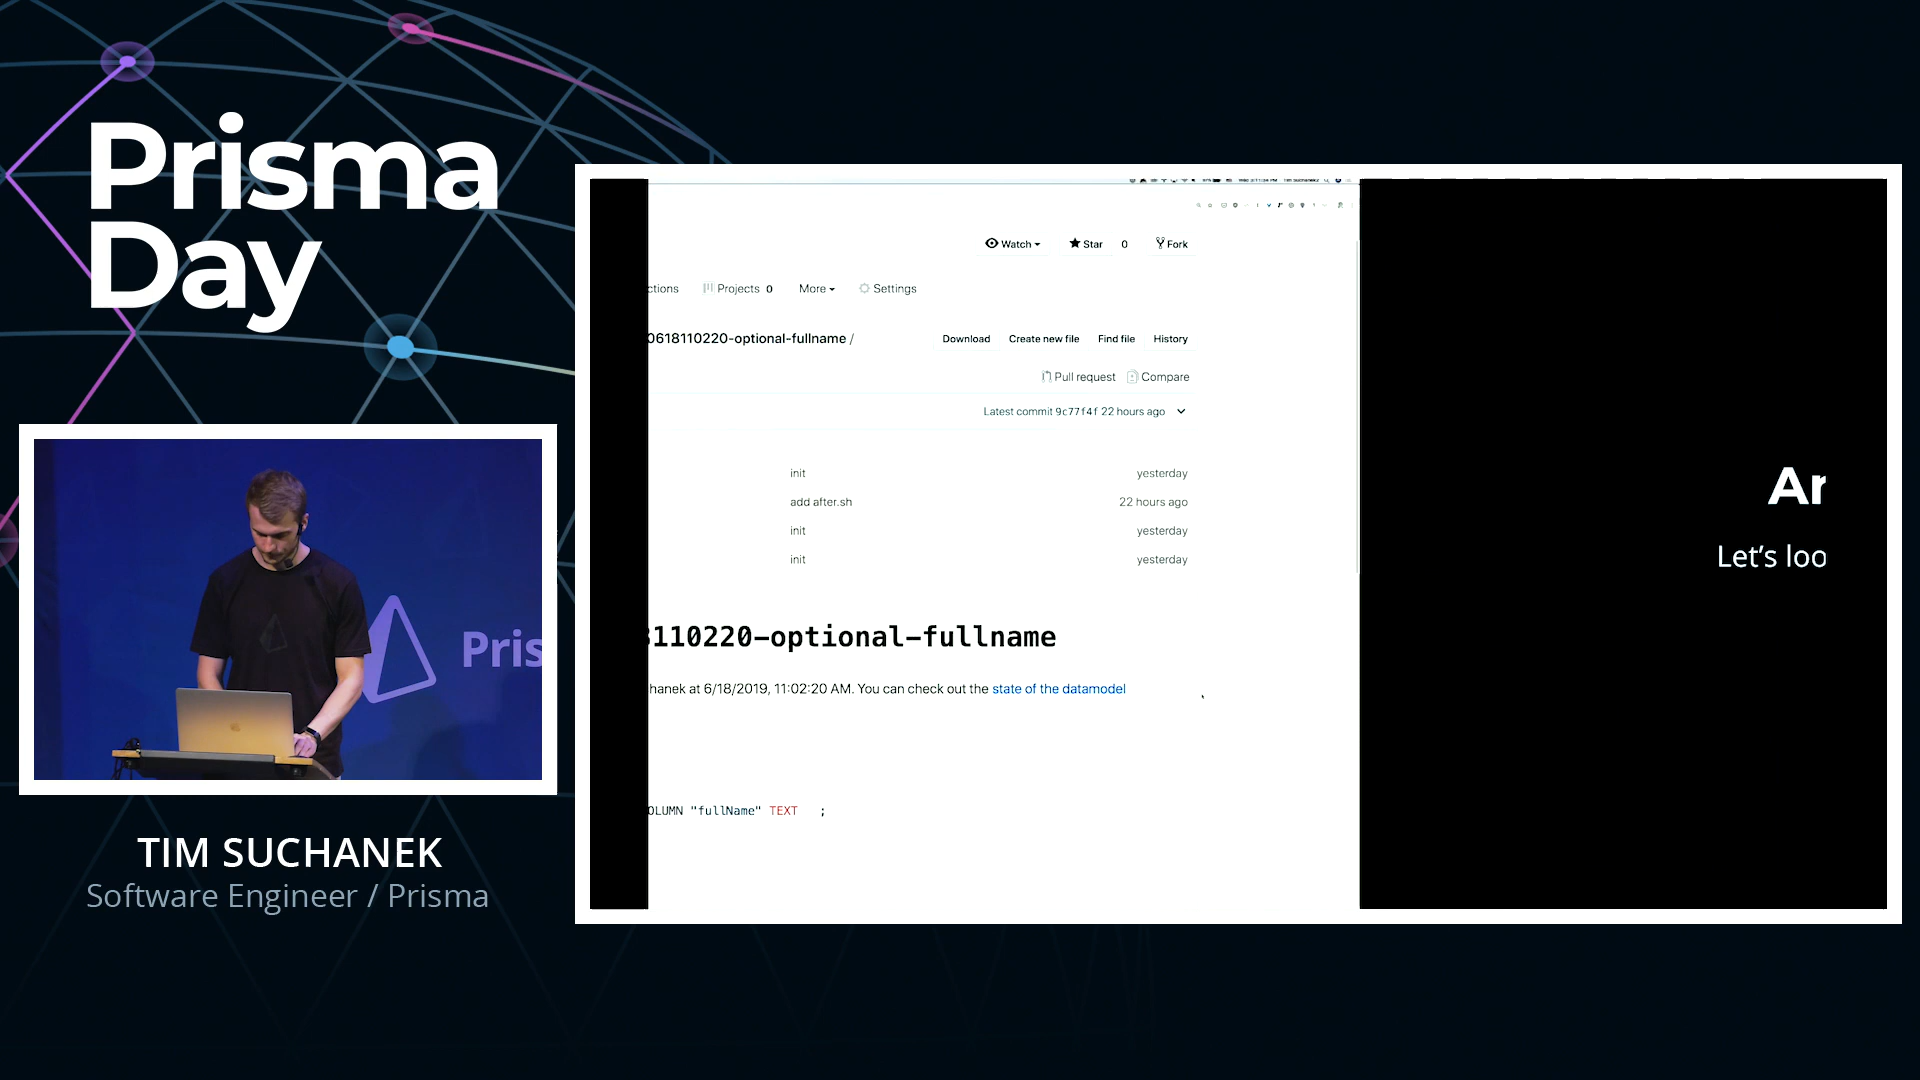 Prisma
Day
Pris
TIM SUCHANEK
Software Engineer / Prisma
Watch
Star 0
Fork
ctions
Projects 0
More
Settings
0618110220-optional-fullname /
Download
Create new file
Find file
History
Pull request
Compare
Latest commit 9c77f4f 22 hours ago
init yesterday
add after.sh 22 hours ago
init yesterday
init yesterday
110220-optional-fullname
hanek at 6/18/2019, 11:02:20 AM. You can check out the state of the datamodel
OLUMN "fullName" TEXT ;
Ar
Let's loo